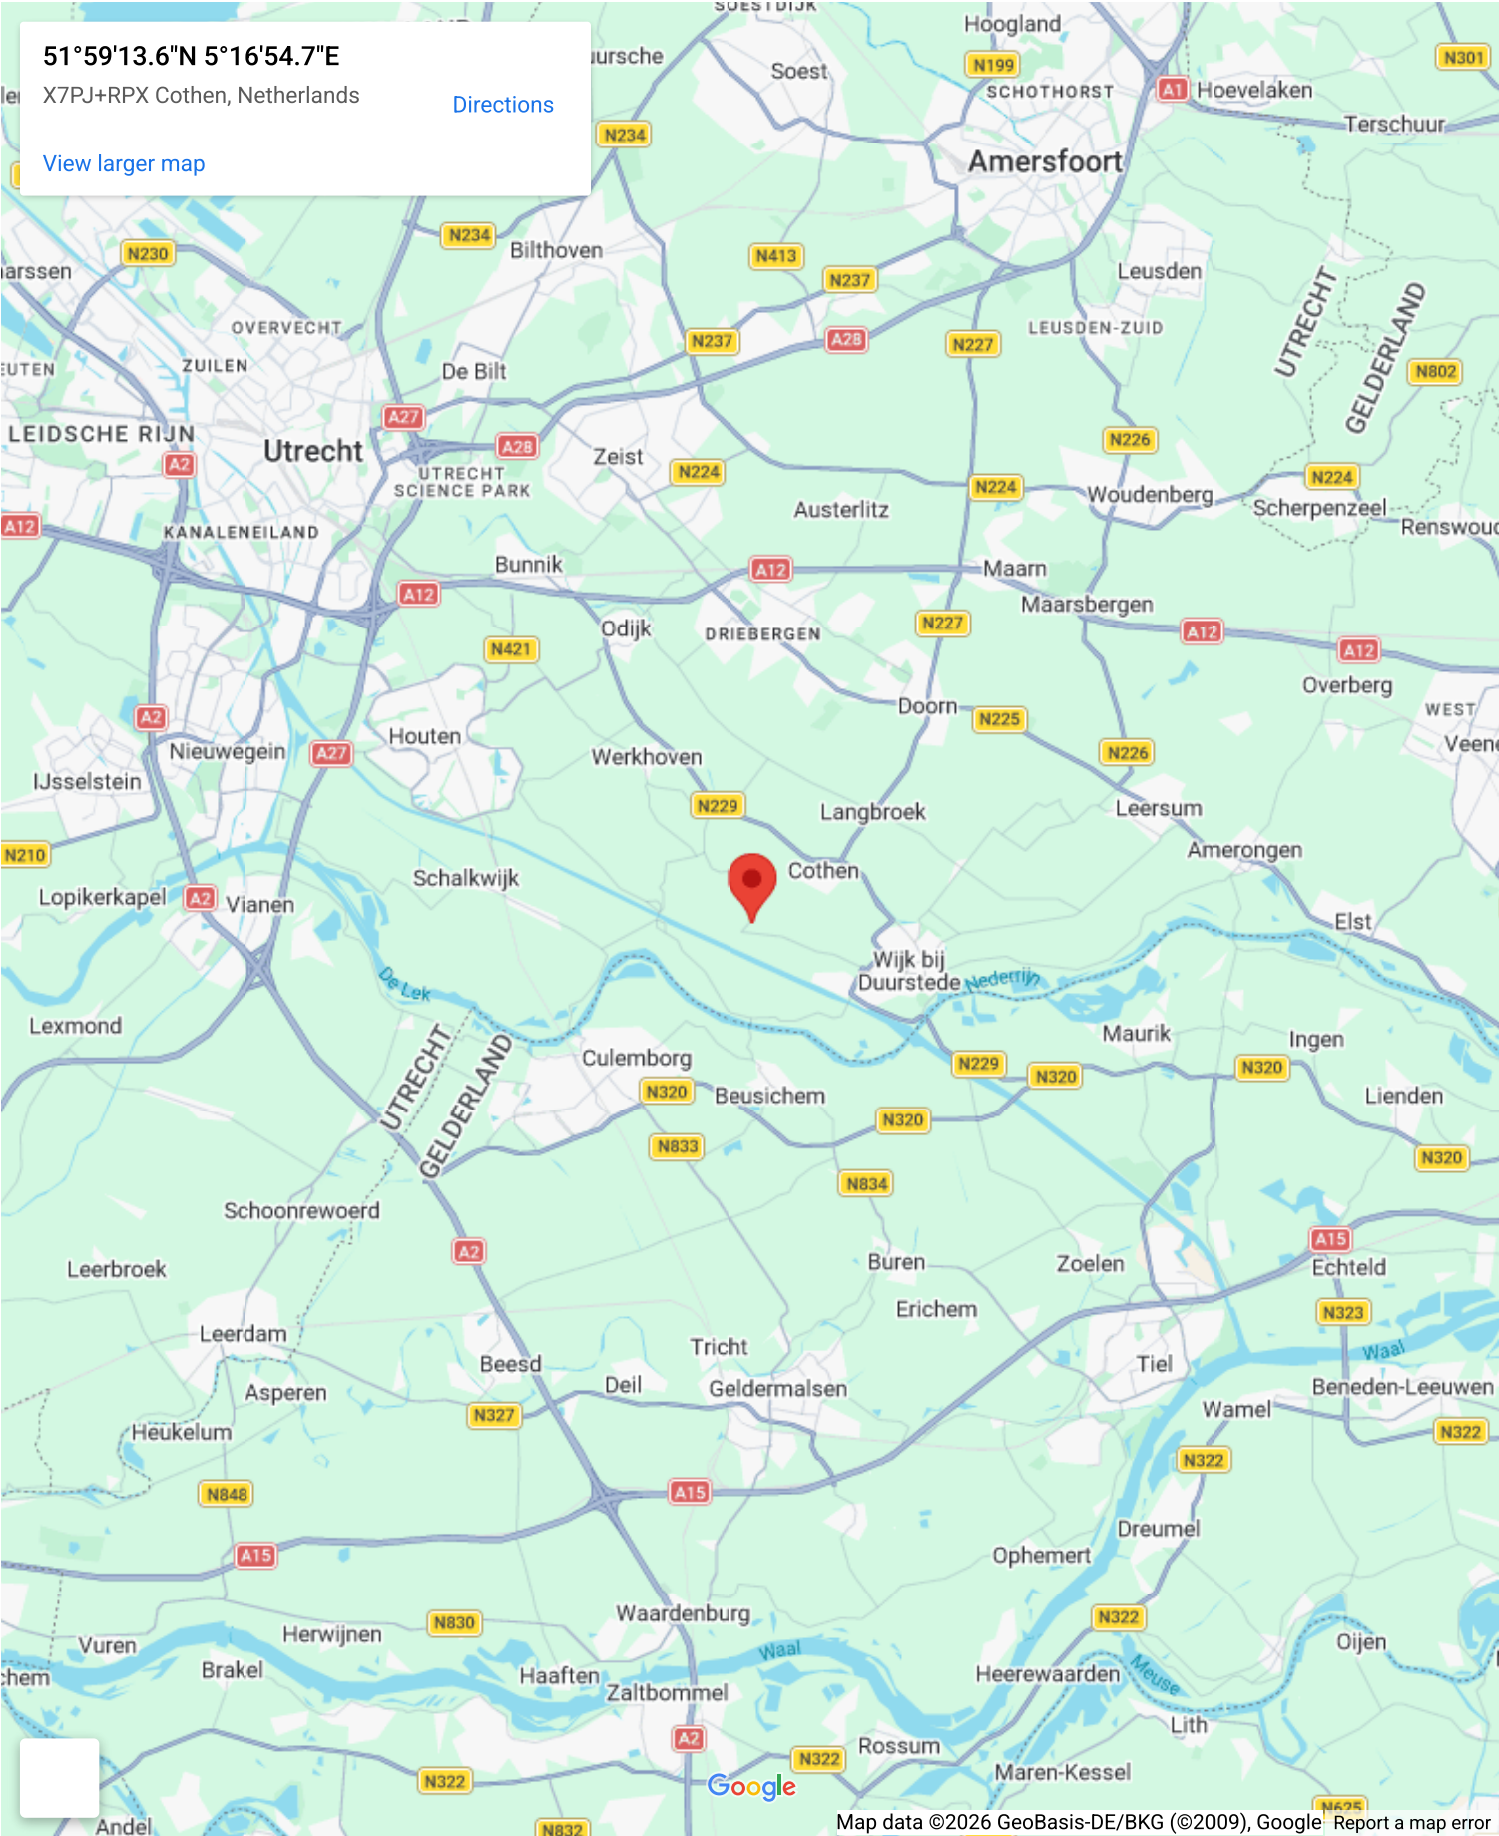 SOESTDIJK
Hoogland
51°59'13.6"N 5°16'54.7"E
X7PJ+RPX Cothen, Netherlands
Directions
View larger map
Soest
N199
N301
SCHOTHORST
A1
Hoevelaken
Terschuur
N234
Amersfoort
N234
Bilthoven
N230
N413
N237
Leusden
UTRECHT
GELDERLAND
OVERVECHT
N237
A28
N227
LEUSDEN-ZUID
ZUILEN
De Bilt
N802
A27
LEIDSCHE RIJN
Utrecht
A28
N226
A2
Zeist
N224
UTRECHT
SCIENCE PARK
N224
N224
Woudenberg
Scherpenzeel
Austerlitz
A12
KANALENEILAND
Bunnik
A12
Maarn
A12
Maarsbergen
Odijk
DRIEBERGEN
N227
A12
A12
N421
Overberg
Doorn
N225
WEST
A2
Houten
Nieuwegein
A27
Werkhoven
N226
IJsselstein
N229
Langbroek
Leersum
N210
Amerongen
Schalkwijk
Cothen
Lopikerkapel
A2
Vianen
Elst
Wijk bij
Duurstede
Nederrijn
De Lek
Lexmond
Maurik
Ingen
UTRECHT
GELDERLAND
Culemborg
N229
N320
N320
N320
Beusichem
Lienden
N320
N833
N320
N834
Schoonrewoerd
A2
A15
Leerbroek
Buren
Zoelen
Echteld
Erichem
N323
Leerdam
Tricht
Waal
Beesd
Tiel
Asperen
Deil
Geldermalsen
Beneden-Leeuwen
N327
Wamel
Heukelum
N322
N322
N848
A15
Dreumel
A15
Ophemert
Waardenburg
N322
N830
Herwijnen
Vuren
Waal
Oijen
Brakel
Haaften
Heerewaarden
Meuse
Zaltbommel
Lith
A2
Rossum
N322
N322
Google
Maren-Kessel
N625
Andel
N832
Map data ©2026 GeoBasis-DE/BKG (©2009), Google
Report a map error